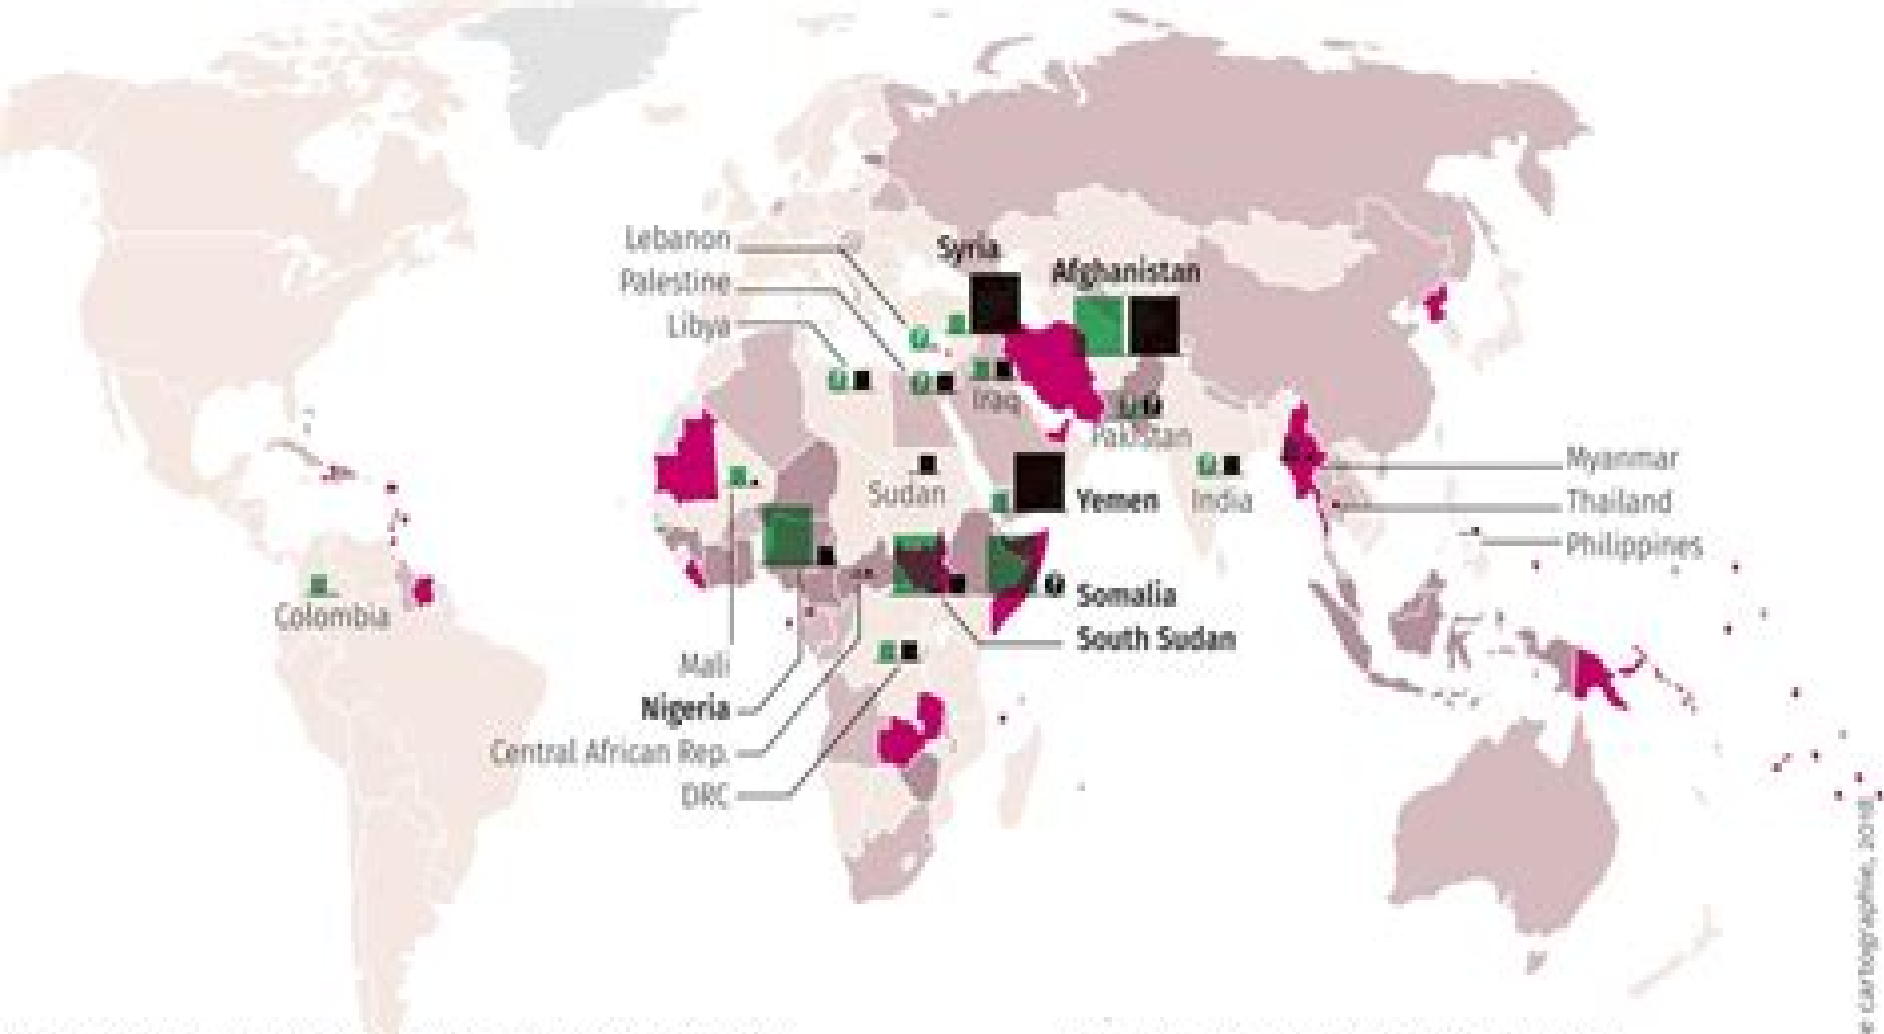 Lebanon
Syria
Palestine
Afghanistan
Libya
Iraq
Pakistan
Myanmar
Sudan
Yemen
India
Thailand
Philippines
Somalia
Colombia
South Sudan
Mali
Nigeria
Central African Rep.
DRC
e cartographie,